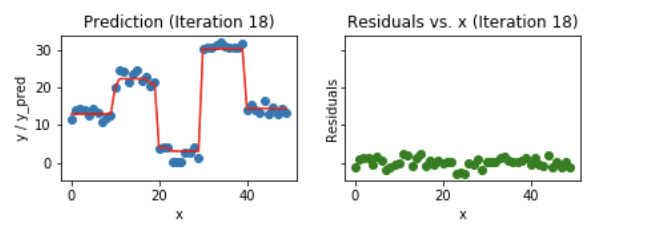 Prediction (Iteration 18)
y / y_pred
30
20
10
0
0
20
40
x
Residuals vs. x (Iteration 18)
Residuals
0
20
40
x